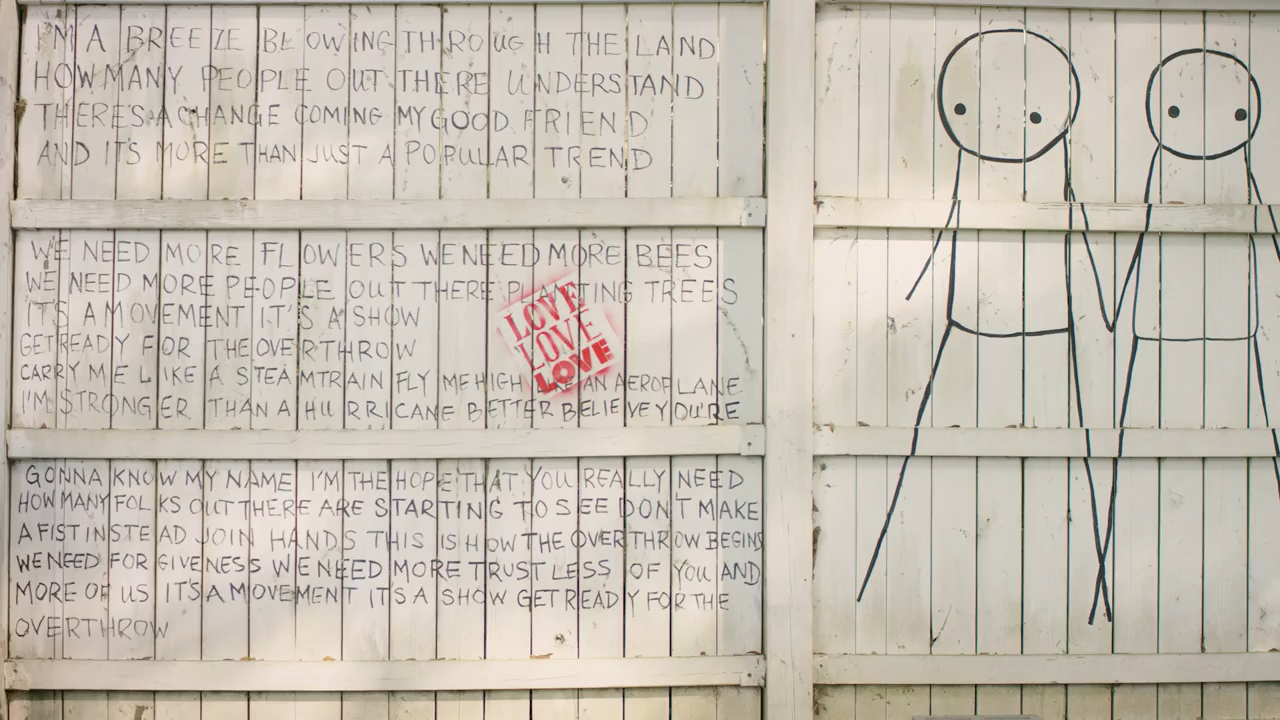 I'M A BREEZE BLOWING THROUGH THE LAND
HOW MANY PEOPLE OUT THERE UNDERSTAND
THERE'S A CHANGE COMING MY GOOD FRIEND
AND IT'S MORE THAN JUST A POPULAR TREND
WE NEED MORE FLOWERS WE NEED MORE BEES
WE NEED MORE PEOPLE OUT THERE PLANTING TREES
IT'S A MOVEMENT IT'S A SHOW
GET READY FOR THE OVERTHROW
CARRY ME LIKE A STEAMTRAIN FLY ME HIGH LIKE AN AEROPLANE
I'M STRONGER THAN A HURRICANE BETTER BELIEVE YOU'RE
LOVE
LOVE
LOVE
GONNA KNOW MY NAME I'M THE HOPE THAT YOU REALLY NEED
HOW MANY FOLKS OUT THERE ARE STARTING TO SEE DON'T MAKE
A FIST INSTEAD JOIN HANDS THIS IS HOW THE OVERTHROW BEGINS
WE NEED FORGIVENESS WE NEED MORE TRUST LESS OF YOU AND
MORE OF US IT'S A MOVEMENT IT'S A SHOW GET READY FOR THE
OVERTHROW